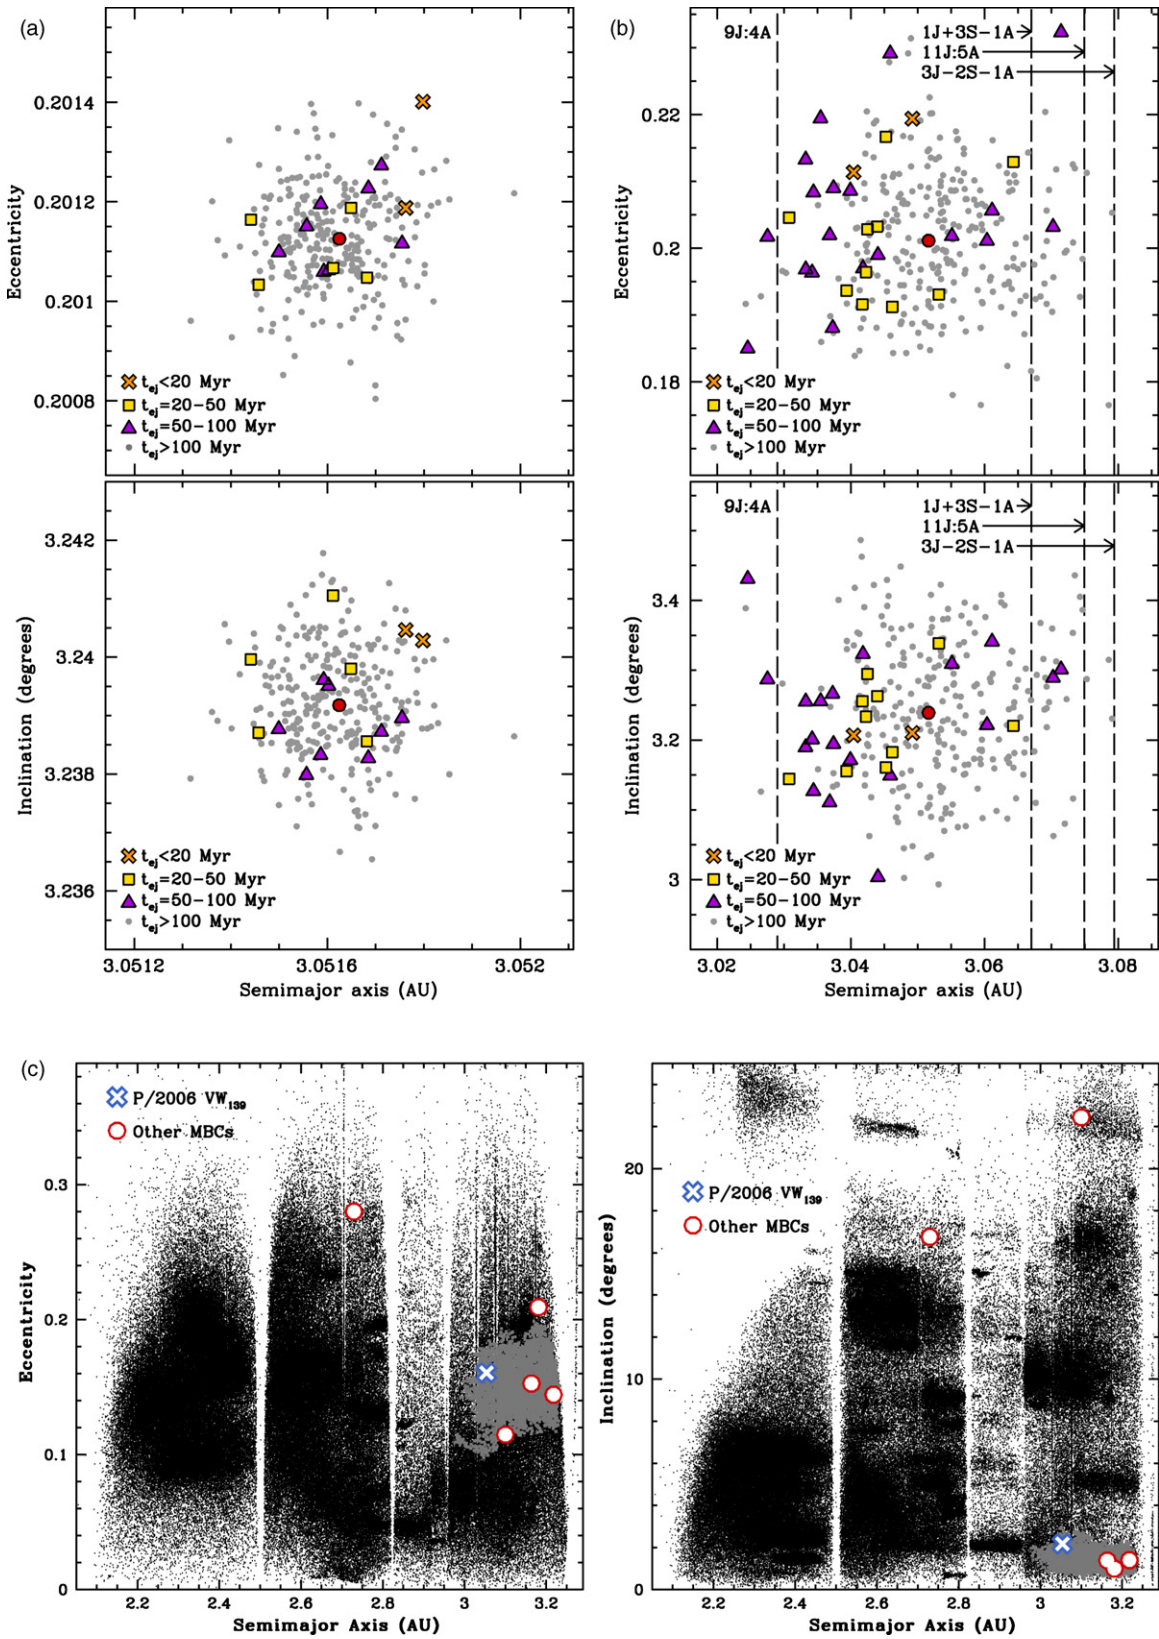 (a)
Eccentricity
0.2014
0.2012
0.201
0.2008
t_ej<20 Myr
t_ej=20-50 Myr
t_ej=50-100 Myr
t_ej>100 Myr
Inclination (degrees)
3.242
3.24
3.238
3.236
t_ej<20 Myr
t_ej=20-50 Myr
t_ej=50-100 Myr
t_ej>100 Myr
3.0512 3.0516 3.052
Semimajor axis (AU)
(b)
9J:4A
1J+3S-1A
11J:5A
3J-2S-1A
Eccentricity
0.22
0.2
0.18
t_ej<20 Myr
t_ej=20-50 Myr
t_ej=50-100 Myr
t_ej>100 Myr
9J:4A
1J+3S-1A
11J:5A
3J-2S-1A
Inclination (degrees)
3.4
3.2
3
t_ej<20 Myr
t_ej=20-50 Myr
t_ej=50-100 Myr
t_ej>100 Myr
3.02 3.04 3.06 3.08
Semimajor axis (AU)
(c)
P/2006 VW139
Other MBCs
Eccentricity
0.3
0.2
0.1
0
2.2 2.4 2.6 2.8 3 3.2
Semimajor Axis (AU)
P/2006 VW139
Other MBCs
Inclination (degrees)
20
10
0
2.2 2.4 2.6 2.8 3 3.2
Semimajor Axis (AU)